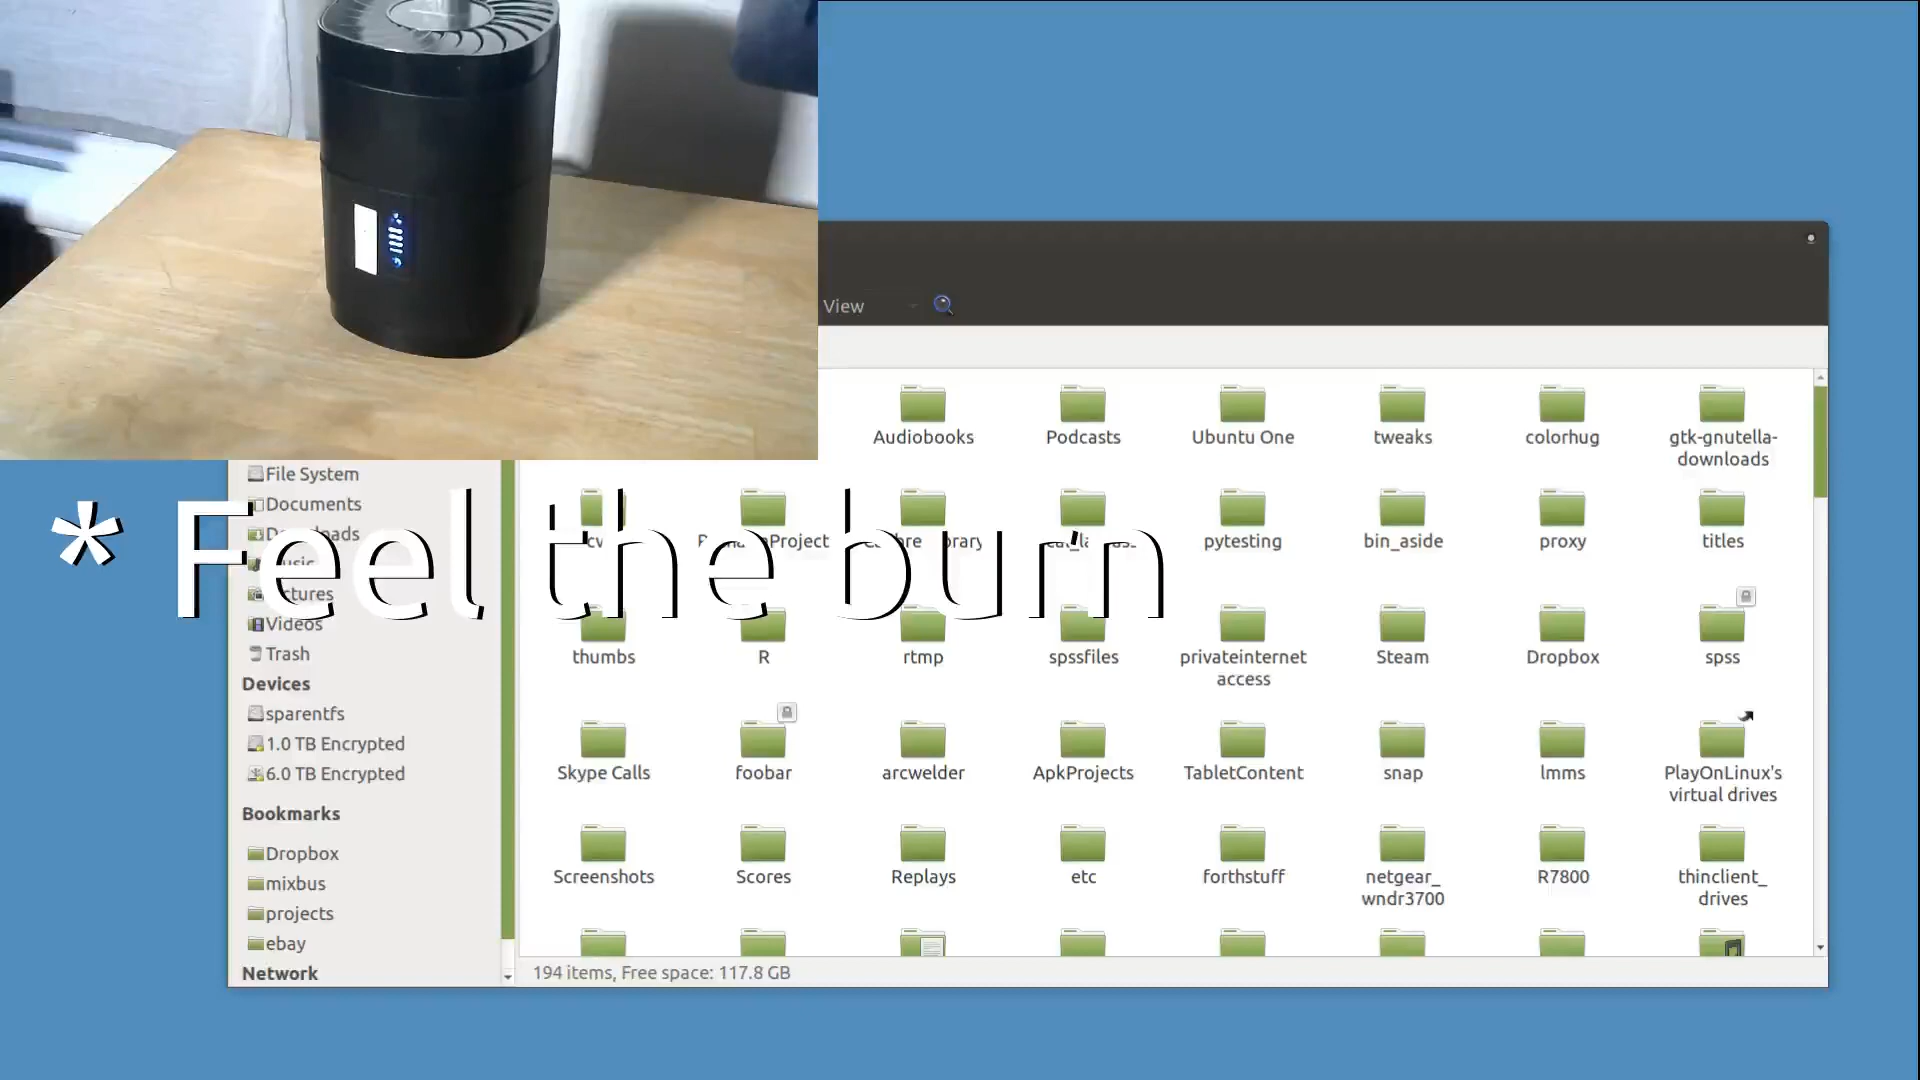 View
Audiobooks
Podcasts
Ubuntu One
tweaks
colorhug
gtk-gnutella-
downloads
File System
Documents
* Feel the burn
pytesting
bin_aside
proxy
titles
Videos
Trash
thumbs
R
rtmp
spssfiles
privateinternet
access
Steam
Dropbox
spss
Devices
sparentfs
1.0 TB Encrypted
6.0 TB Encrypted
Skype Calls
foobar
arcwelder
ApkProjects
TabletContent
snap
lmms
PlayOnLinux's
virtual drives
Bookmarks
Dropbox
mixbus
projects
ebay
Network
Screenshots
Scores
Replays
etc
forthstuff
netgear_
wndr3700
R7800
thinclient_
drives
194 items, Free space: 117.8 GB